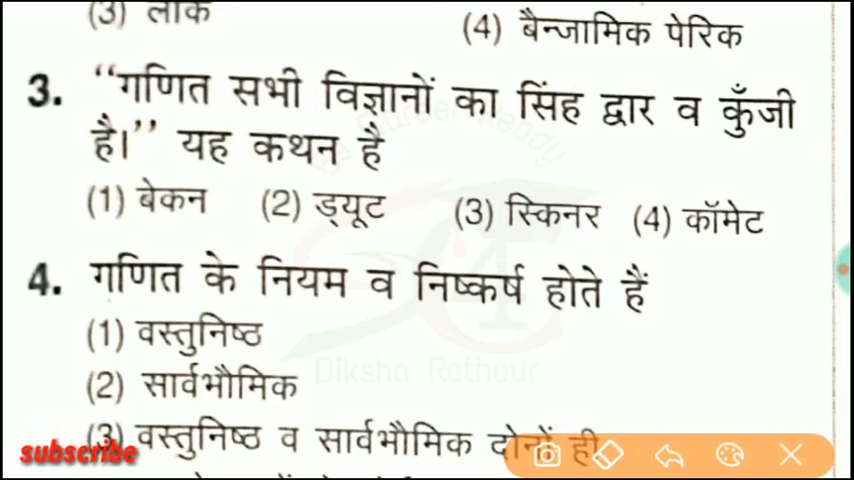 (3) लॉक
(4) बैन्जामिक पेरिक
3. “गणित सभी विज्ञानों का सिंह द्वार व कुँजी
है।” यह कथन है
(1) बेकन (2) ड्यूट (3) स्किनर (4) कॉमेट
4. गणित के नियम व निष्कर्ष होते हैं
(1) वस्तुनिष्ठ
(2) सार्वभौमिक
Diksha Rathour
(3) वस्तुनिष्ठ व सार्वभौमिक दोनों ही
subscribe